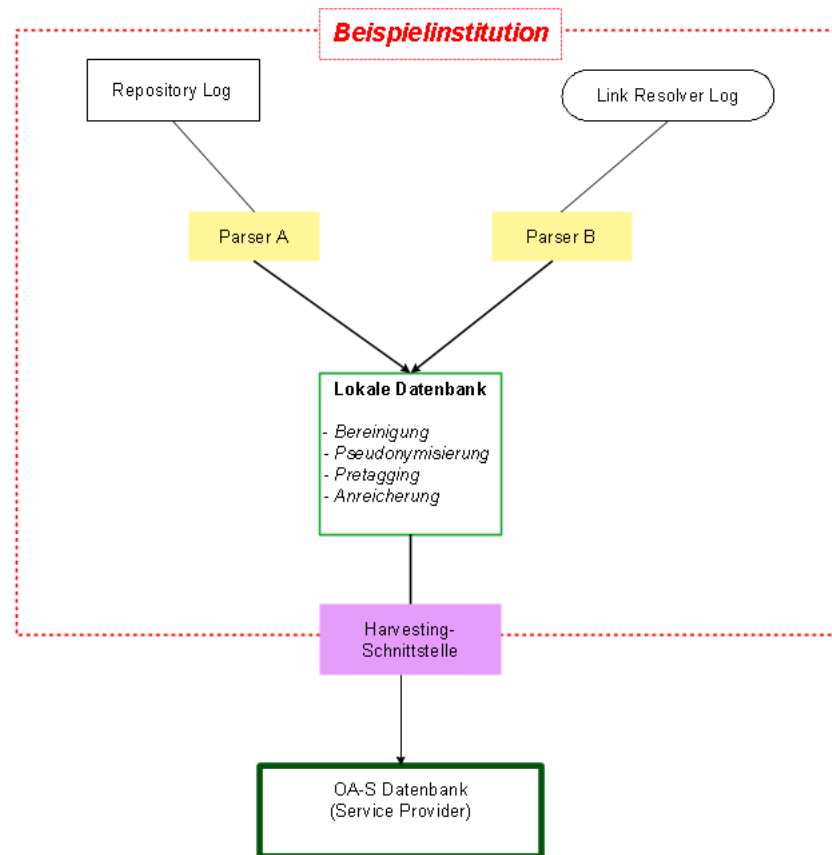 Beispielinstitution
Repository Log
Link Resolver Log
Parser A
Parser B
Lokale Datenbank
- Bereinigung
- Pseudonymisierung
- Pretagging
- Anreicherung
Harvesting-
Schnittstelle
OA-S Datenbank
(Service Provider)